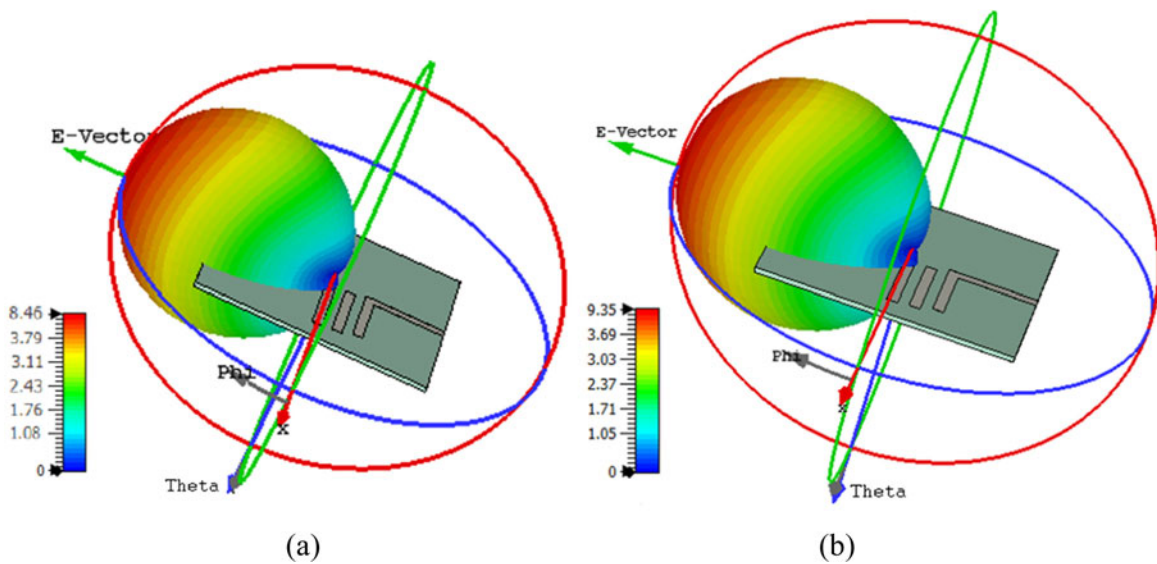 E-Vector
8.46
3.79
3.11
2.43
1.76
1.08
0
Phi
x
Theta
(a)
E-Vector
9.35
3.69
3.03
2.37
1.71
1.05
0
Phi
x
Theta
(b)